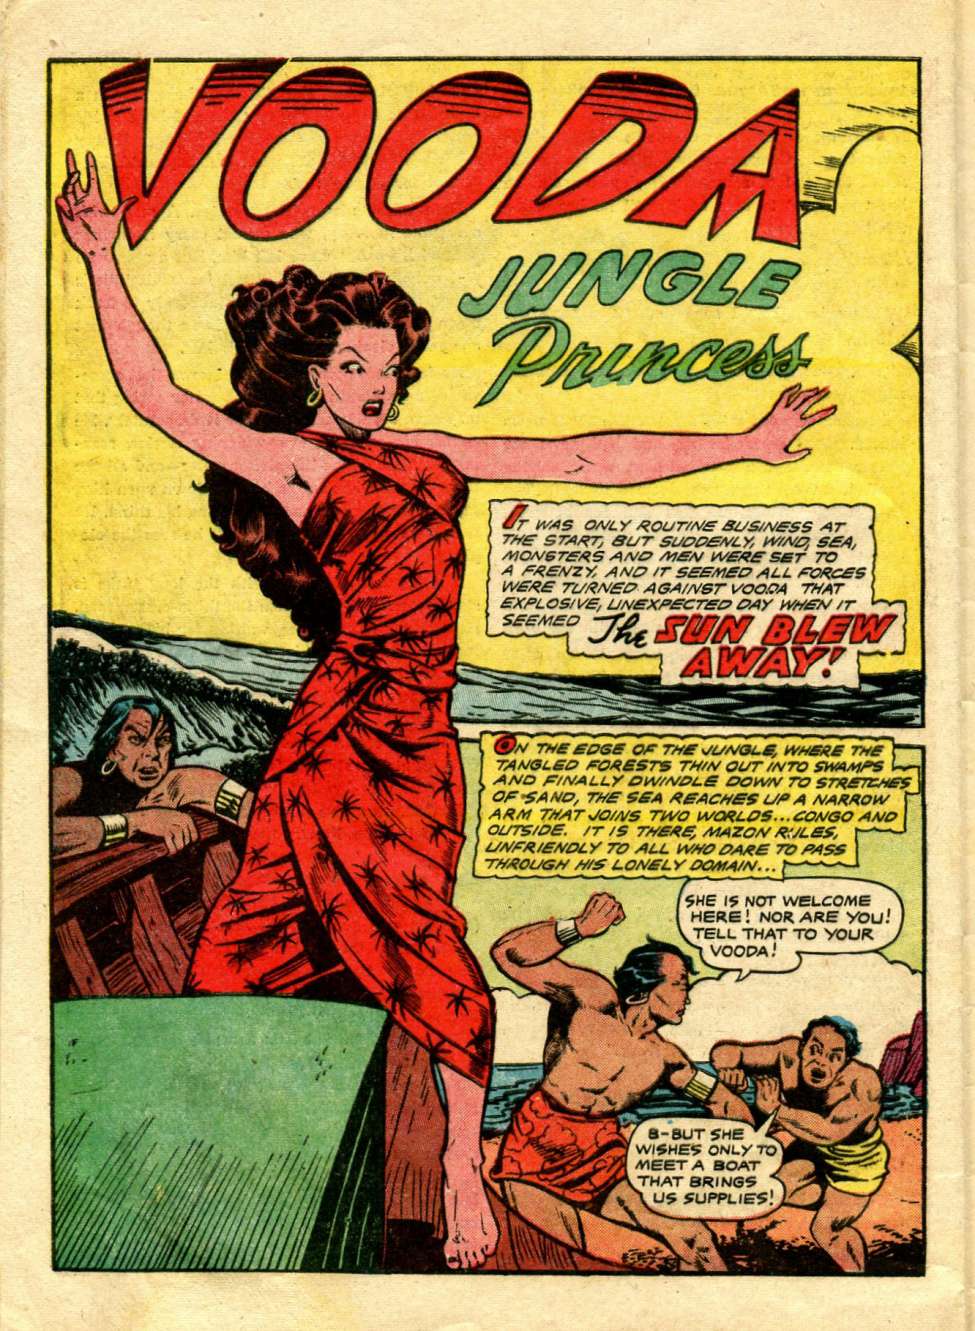 VOODA
JUNGLE
Princess
IT WAS ONLY ROUTINE BUSINESS AT
THE START, BUT SUDDENLY, WIND, SEA,
MONSTERS AND MEN WERE SET TO
A FRENZY, AND IT SEEMED ALL FORCES
WERE TURNED AGAINST VOODA THAT
EXPLOSIVE, UNEXPECTED DAY WHEN IT
SEEMED The SUN BLEW
AWAY!
ON THE EDGE OF THE JUNGLE, WHERE THE
TANGLED FORESTS THIN OUT INTO SWAMPS
AND FINALLY DWINDLE DOWN TO STRETCHES
OF SAND, THE SEA REACHES UP A NARROW
ARM THAT JOINS TWO WORLDS... CONGO AND
OUTSIDE. IT IS THERE, MAZON RULES,
UNFRIENDLY TO ALL WHO DARE TO PASS
THROUGH HIS LONELY DOMAIN...
SHE IS NOT WELCOME
HERE! NOR ARE YOU!
TELL THAT TO YOUR
VOODA!
B-BUT SHE
WISHES ONLY TO
MEET A BOAT
THAT BRINGS
US SUPPLIES!